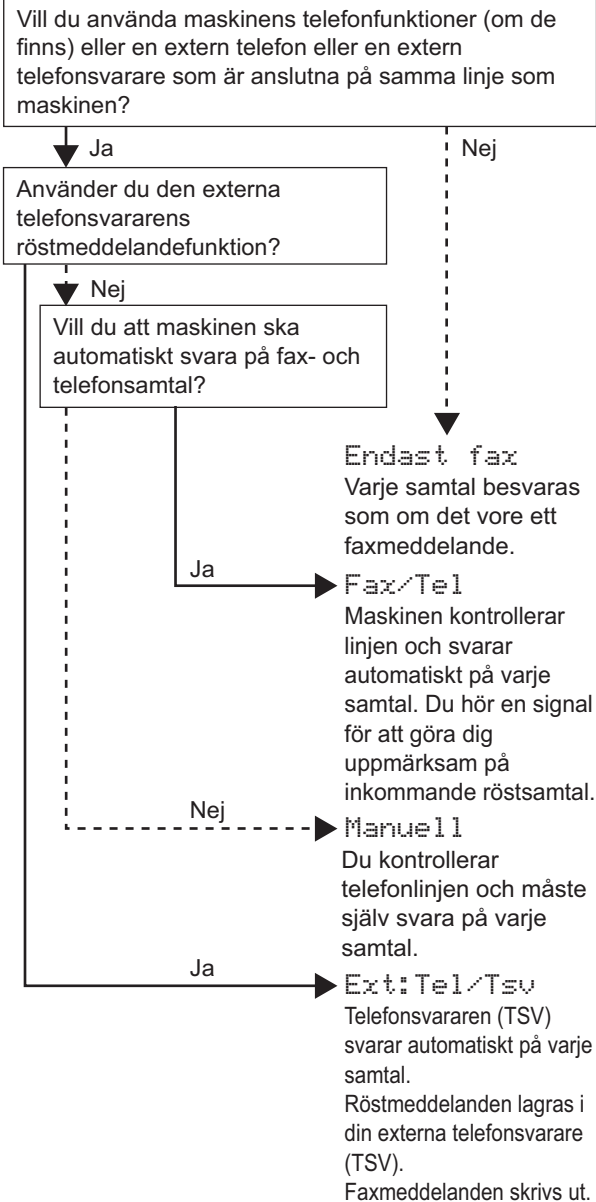 Vill du använda maskinens telefonfunktioner (om de
finns) eller en extern telefon eller en extern
telefonsvarare som är anslutna på samma linje som
maskinen?
Ja
Nej
Använder du den externa
telefonsvararens
röstmeddelandefunktion?
Nej
Vill du att maskinen ska
automatiskt svara på fax- och
telefonsamtal?
Endast fax
Varje samtal besvaras
som om det vore ett
faxmeddelande.
Ja
Fax/Tel
Maskinen kontrollerar
linjen och svarar
automatiskt på varje
samtal. Du hör en signal
för att göra dig
uppmärksam på
inkommande röstsamtal.
Nej
Manuell
Du kontrollerar
telefonlinjen och måste
själv svara på varje
samtal.
Ja
Ext:Tel/Tsv
Telefonsvararen (TSV)
svarar automatiskt på varje
samtal.
Röstmeddelanden lagras i
din externa telefonsvarare
(TSV).
Faxmeddelanden skrivs ut.